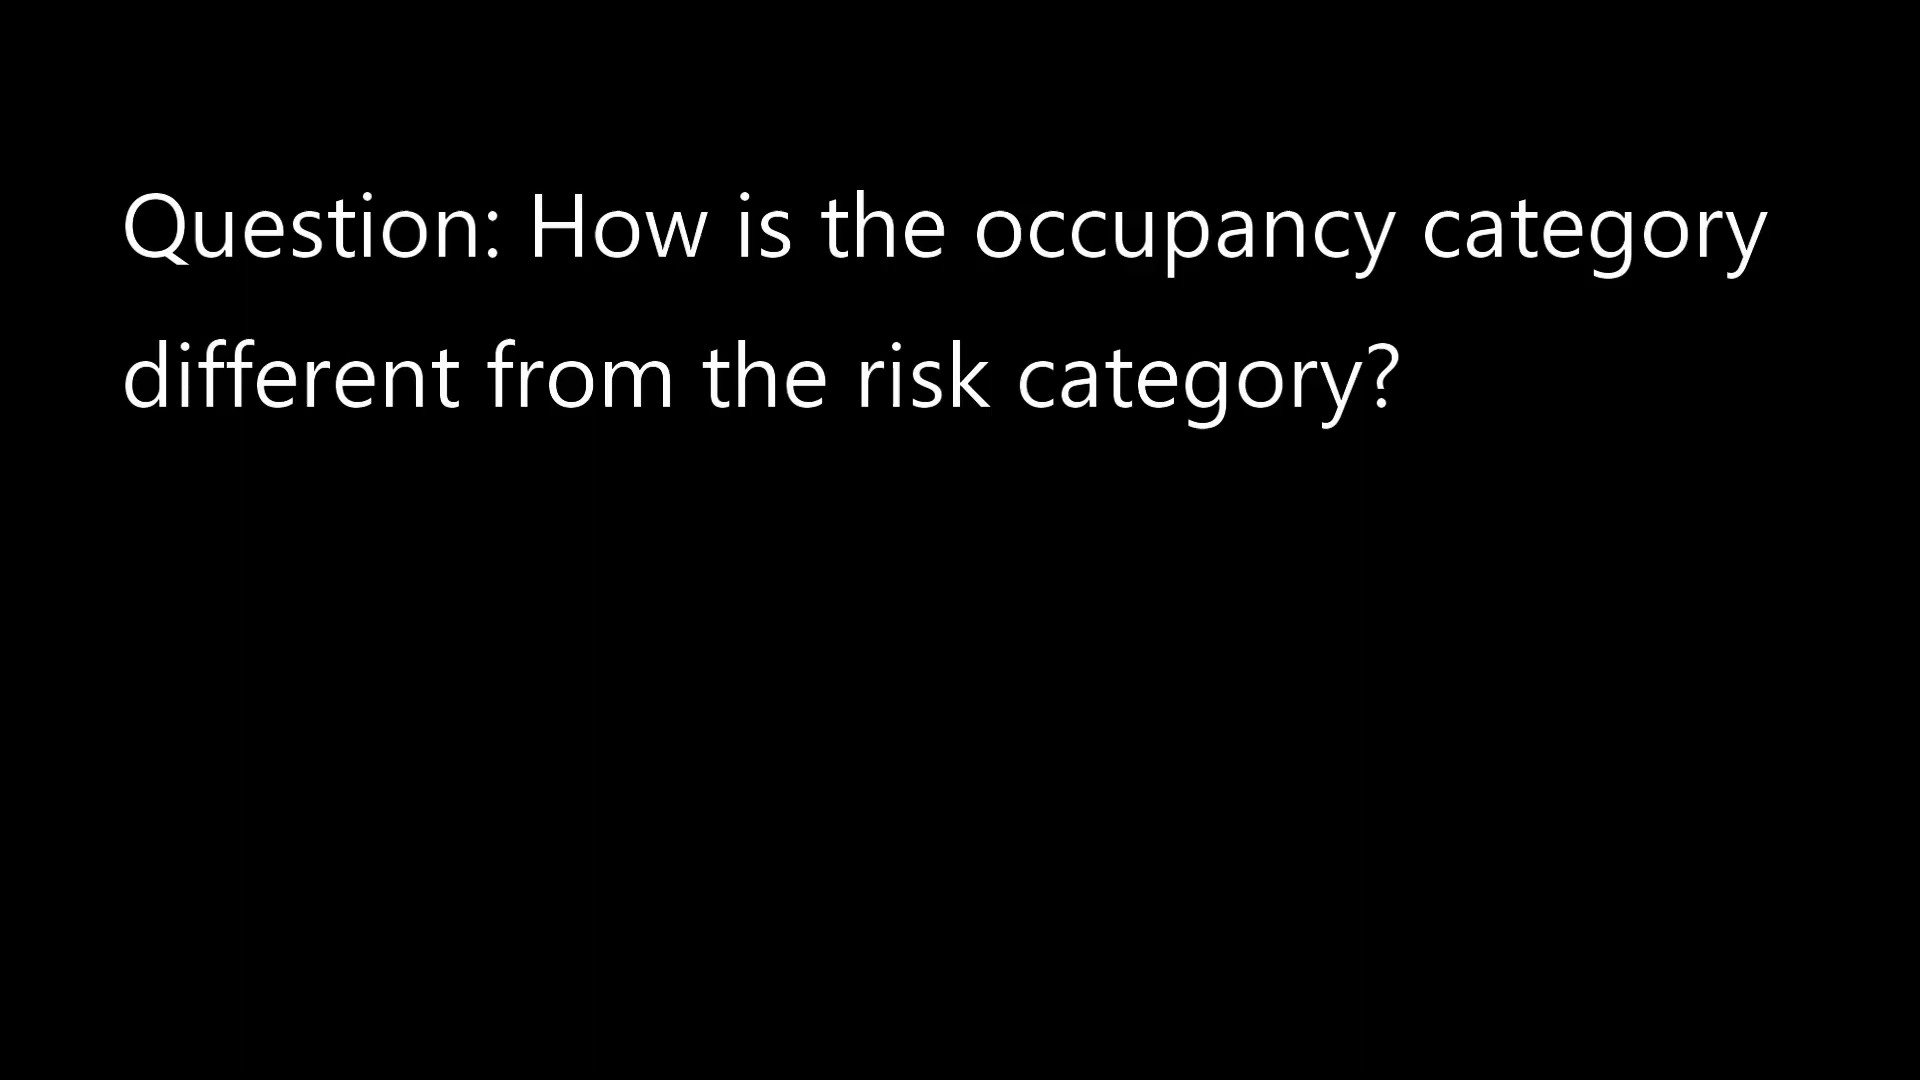 Question: How is the occupancy category
different from the risk category?